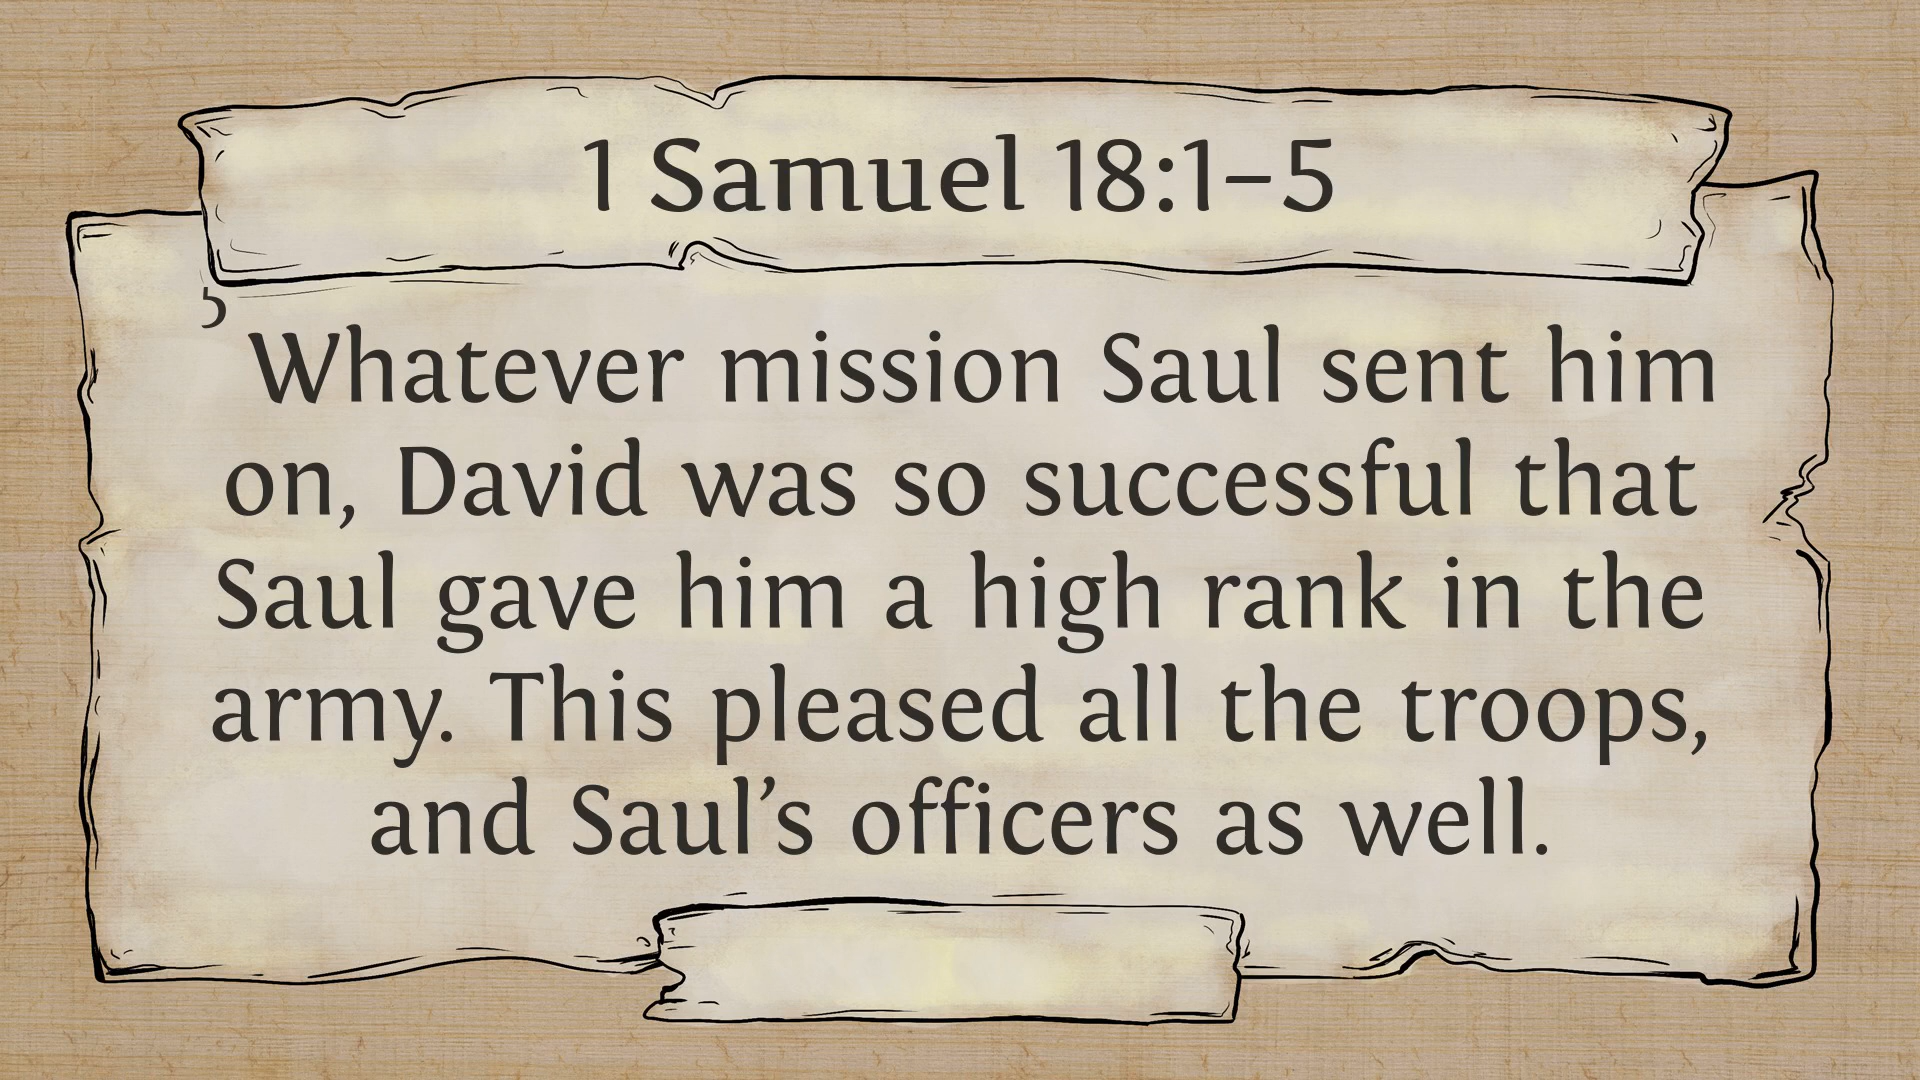 1 Samuel 18:1–5
5 Whatever mission Saul sent him
on, David was so successful that
Saul gave him a high rank in the
army. This pleased all the troops,
and Saul’s officers as well.